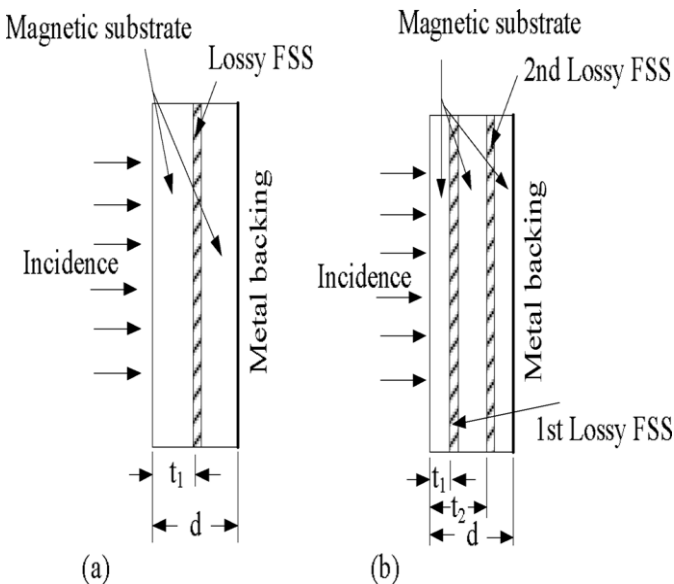 Magnetic substrate
Lossy FSS
Incidence
Metal backing
t1
d
(a)
Magnetic substrate
2nd Lossy FSS
Incidence
Metal backing
1st Lossy FSS
t1
t2
d
(b)